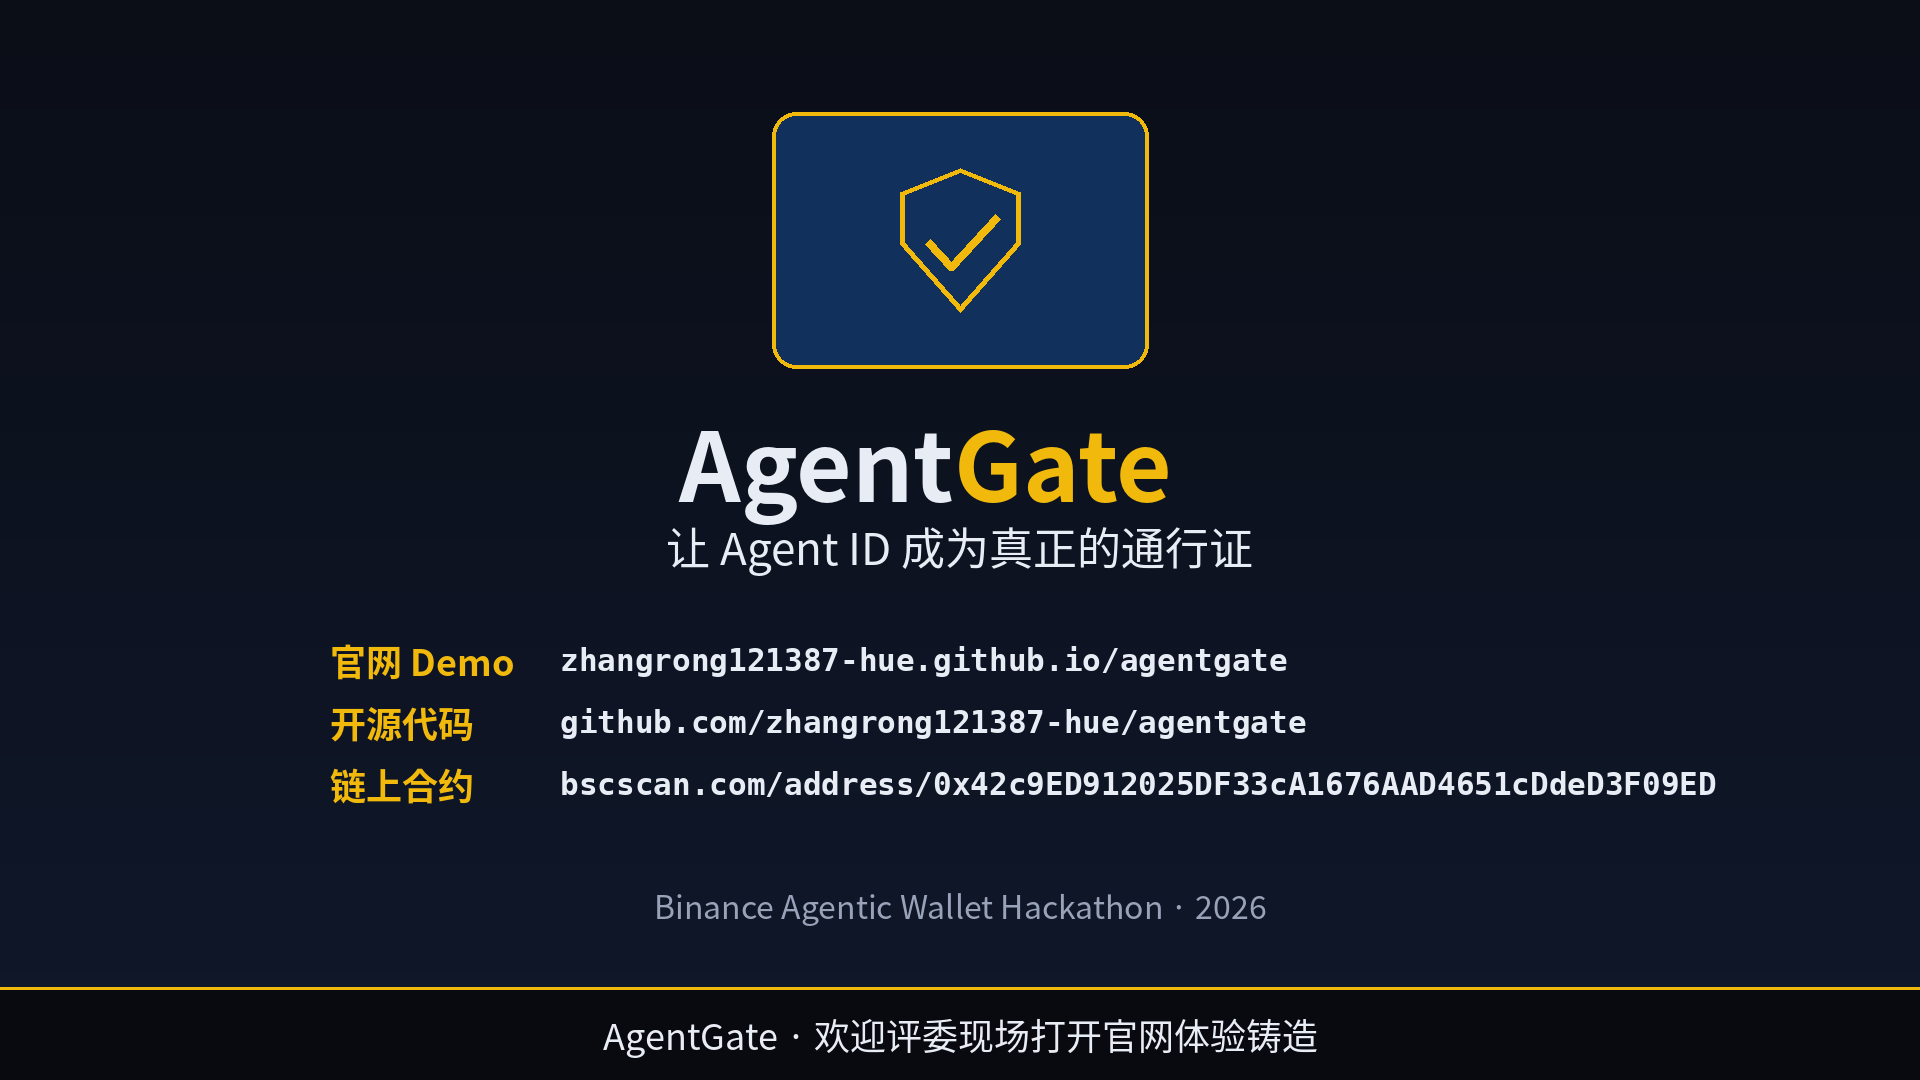 AgentGate
让 Agent ID 成为真正的通行证
官网 Demo zhangrong121387-hue.github.io/agentgate
开源代码 github.com/zhangrong121387-hue/agentgate
链上合约 bscscan.com/address/0x42c9ED912025DF33cA1676AAD4651cDdeD3F09ED
Binance Agentic Wallet Hackathon · 2026
AgentGate · 欢迎评委现场打开官网体验铸造